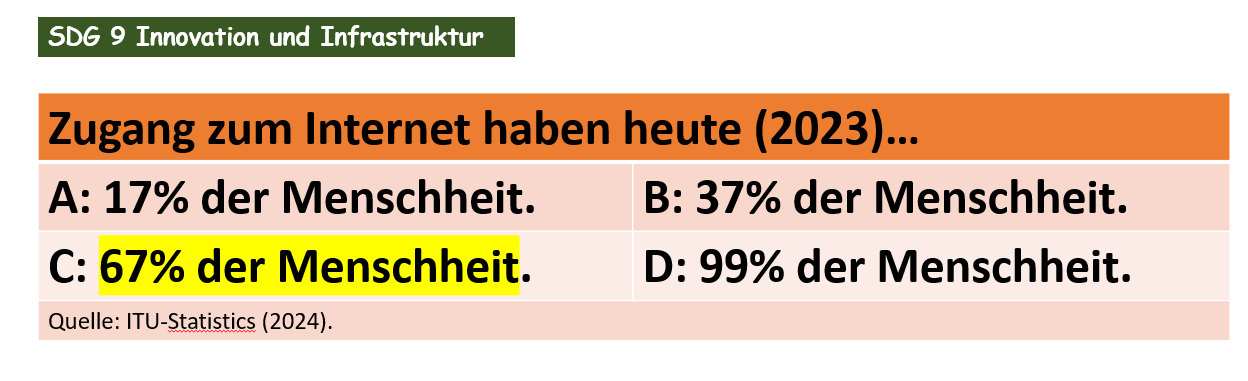 SDG 9 Innovation und Infrastruktur
Zugang zum Internet haben heute (2023)…
A: 17% der Menschheit.
B: 37% der Menschheit.
C: 67% der Menschheit.
D: 99% der Menschheit.
Quelle: ITU-Statistics (2024).